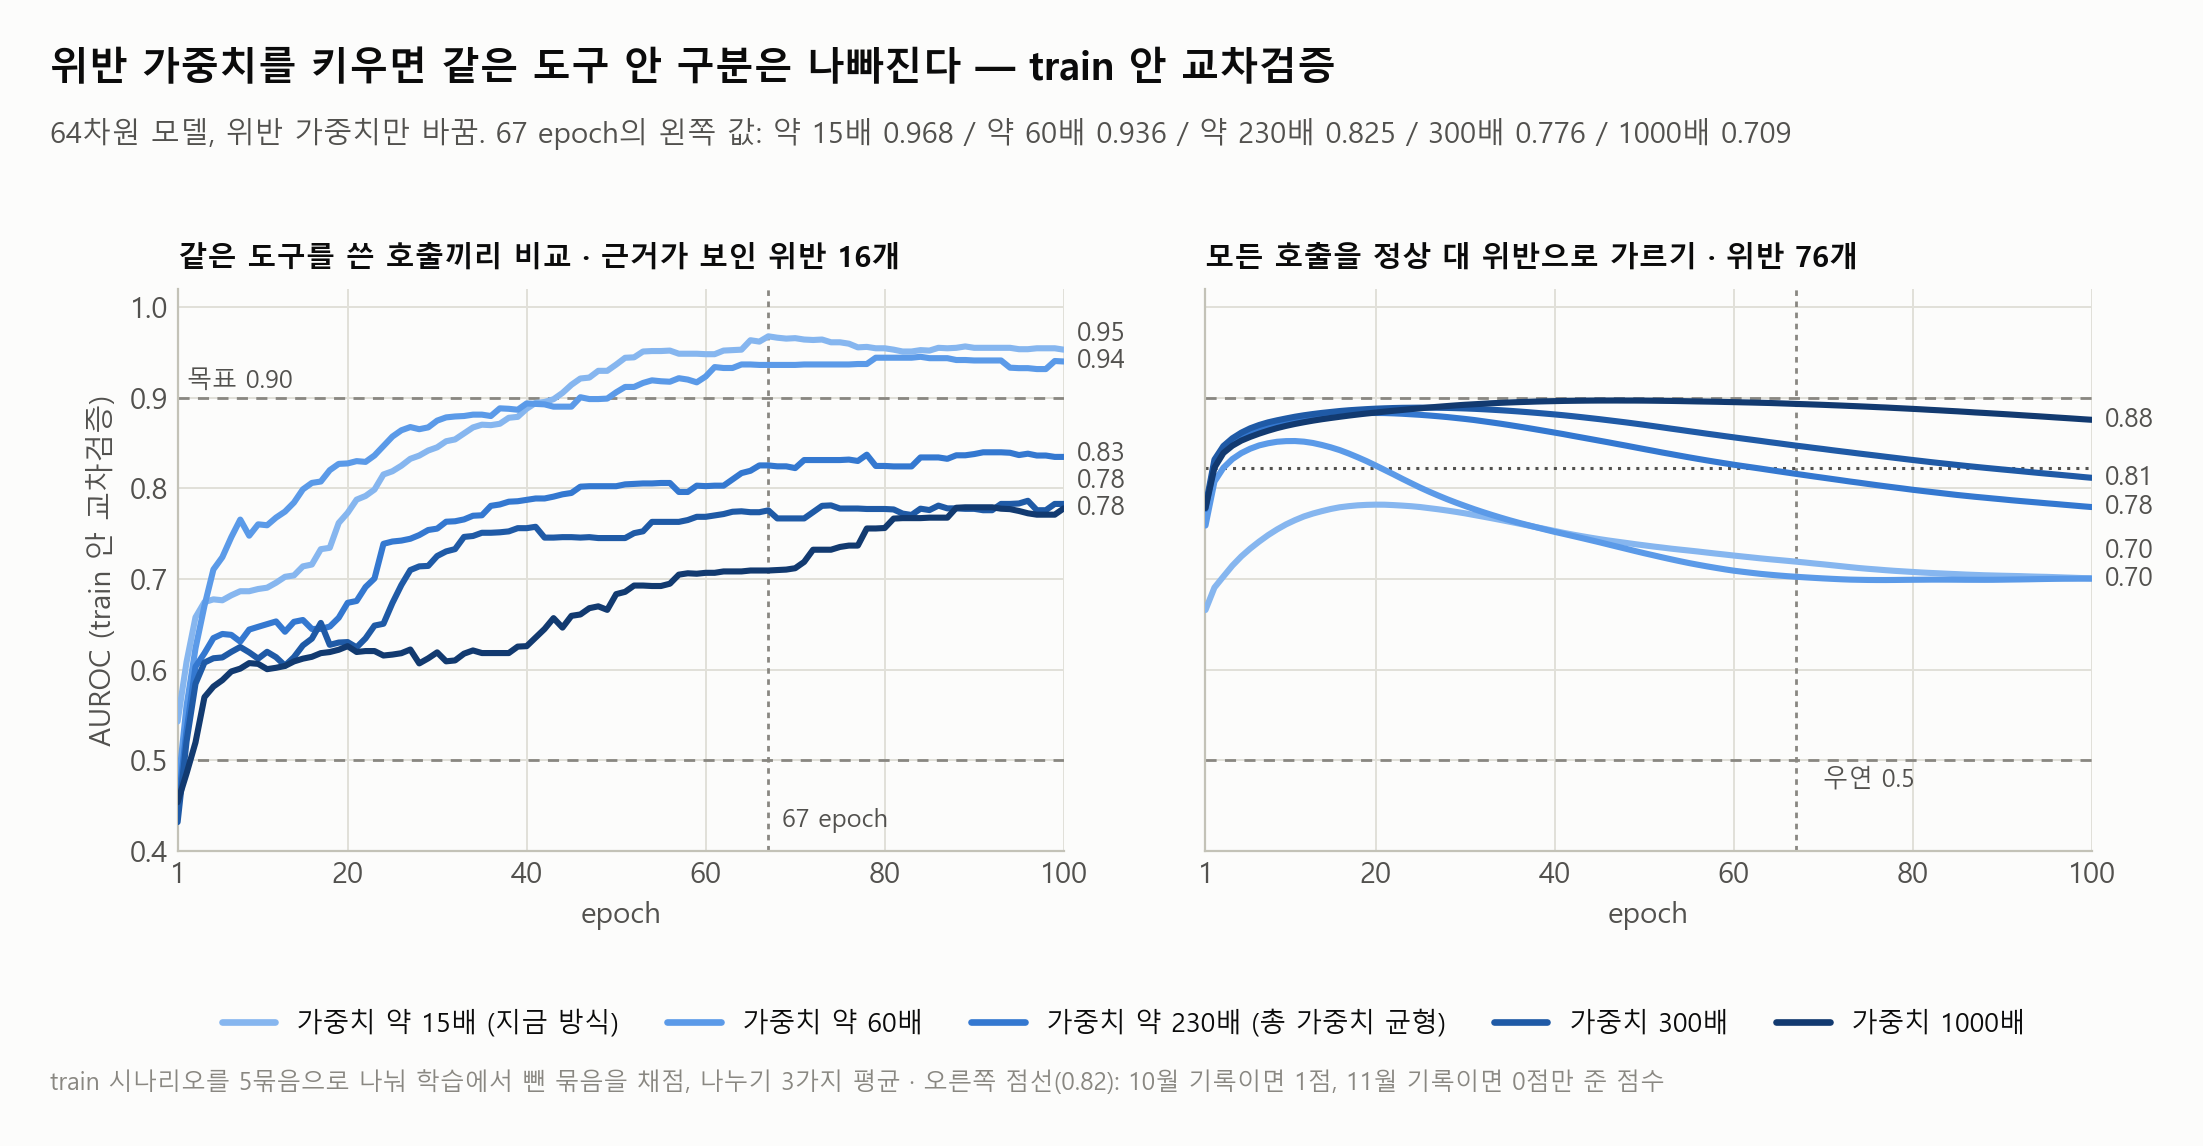 위반 가중치를 키우면 같은 도구 안 구분은 나빠진다 — train 안 교차검증
64차원 모델, 위반 가중치만 바꿈. 67 epoch의 왼쪽 값: 약 15배 0.968 / 약 60배 0.936 / 약 230배 0.825 / 300배 0.776 / 1000배 0.709
같은 도구를 쓴 호출끼리 비교 · 근거가 보인 위반 16개
AUROC (train 안 교차검증)
1.0
0.9
0.8
0.7
0.6
0.5
0.4
목표 0.90
67 epoch
0.95
0.94
0.83
0.78
0.78
1
20
40
60
80
100
epoch
모든 호출을 정상 대 위반으로 가르기 · 위반 76개
우연 0.5
0.88
0.81
0.78
0.70
0.70
1
20
40
60
80
100
epoch
가중치 약 15배 (지금 방식)
가중치 약 60배
가중치 약 230배 (총 가중치 균형)
가중치 300배
가중치 1000배
train 시나리오를 5묶음으로 나눠 학습에서 뺀 묶음을 채점, 나누기 3가지 평균 · 오른쪽 점선(0.82): 10월 기록이면 1점, 11월 기록이면 0점만 준 점수